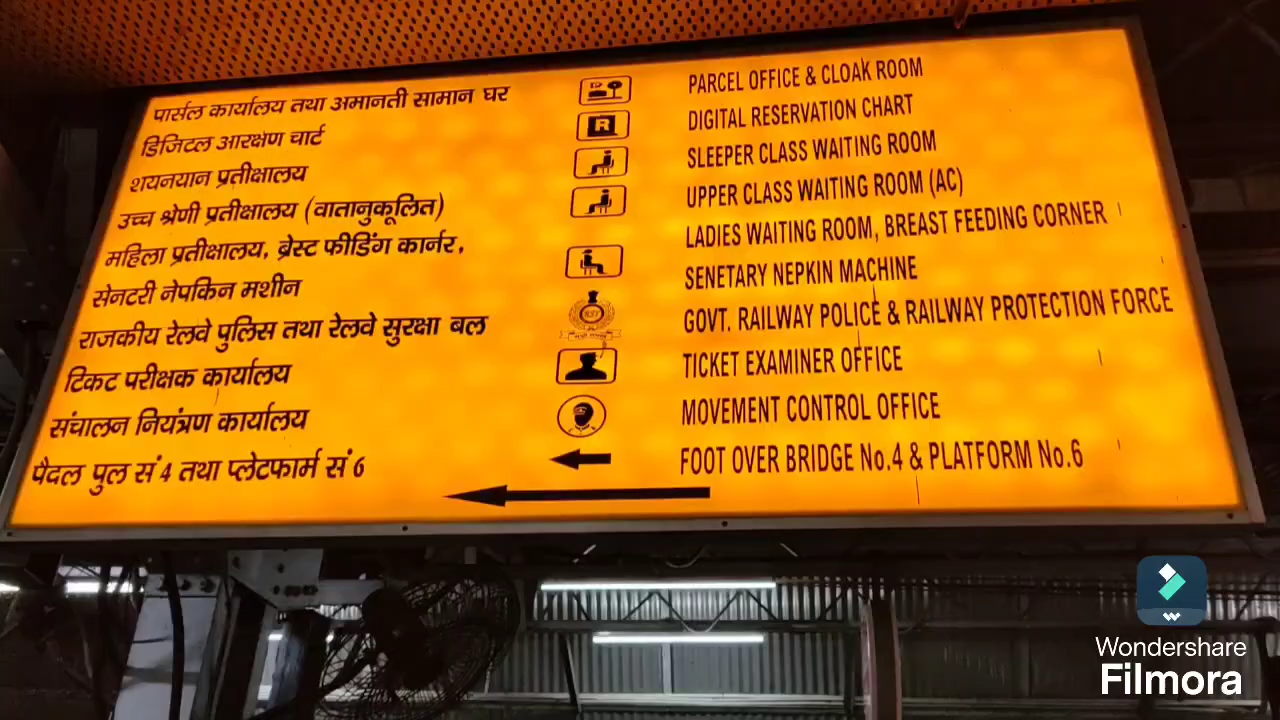 पार्सल कार्यालय तथा अमानती सामान घर
PARCEL OFFICE & CLOAK ROOM
डिजिटल आरक्षण चार्ट
R
DIGITAL RESERVATION CHART
शयनयान प्रतीक्षालय
SLEEPER CLASS WAITING ROOM
उच्च श्रेणी प्रतीक्षालय (वातानुकूलित)
UPPER CLASS WAITING ROOM (AC)
महिला प्रतीक्षालय, ब्रेस्ट फीडिंग कार्नर,
LADIES WAITING ROOM, BREAST FEEDING CORNER
सेनटरी नेपकिन मशीन
SENETARY NEPKIN MACHINE
राजकीय रेलवे पुलिस तथा रेलवे सुरक्षा बल
GOVT. RAILWAY POLICE & RAILWAY PROTECTION FORCE
टिकट परीक्षक कार्यालय
TICKET EXAMINER OFFICE
संचालन नियंत्रण कार्यालय
MOVEMENT CONTROL OFFICE
पैदल पुल सं 4 तथा प्लेटफार्म सं 6
FOOT OVER BRIDGE No.4 & PLATFORM No.6
Wondershare
Filmora